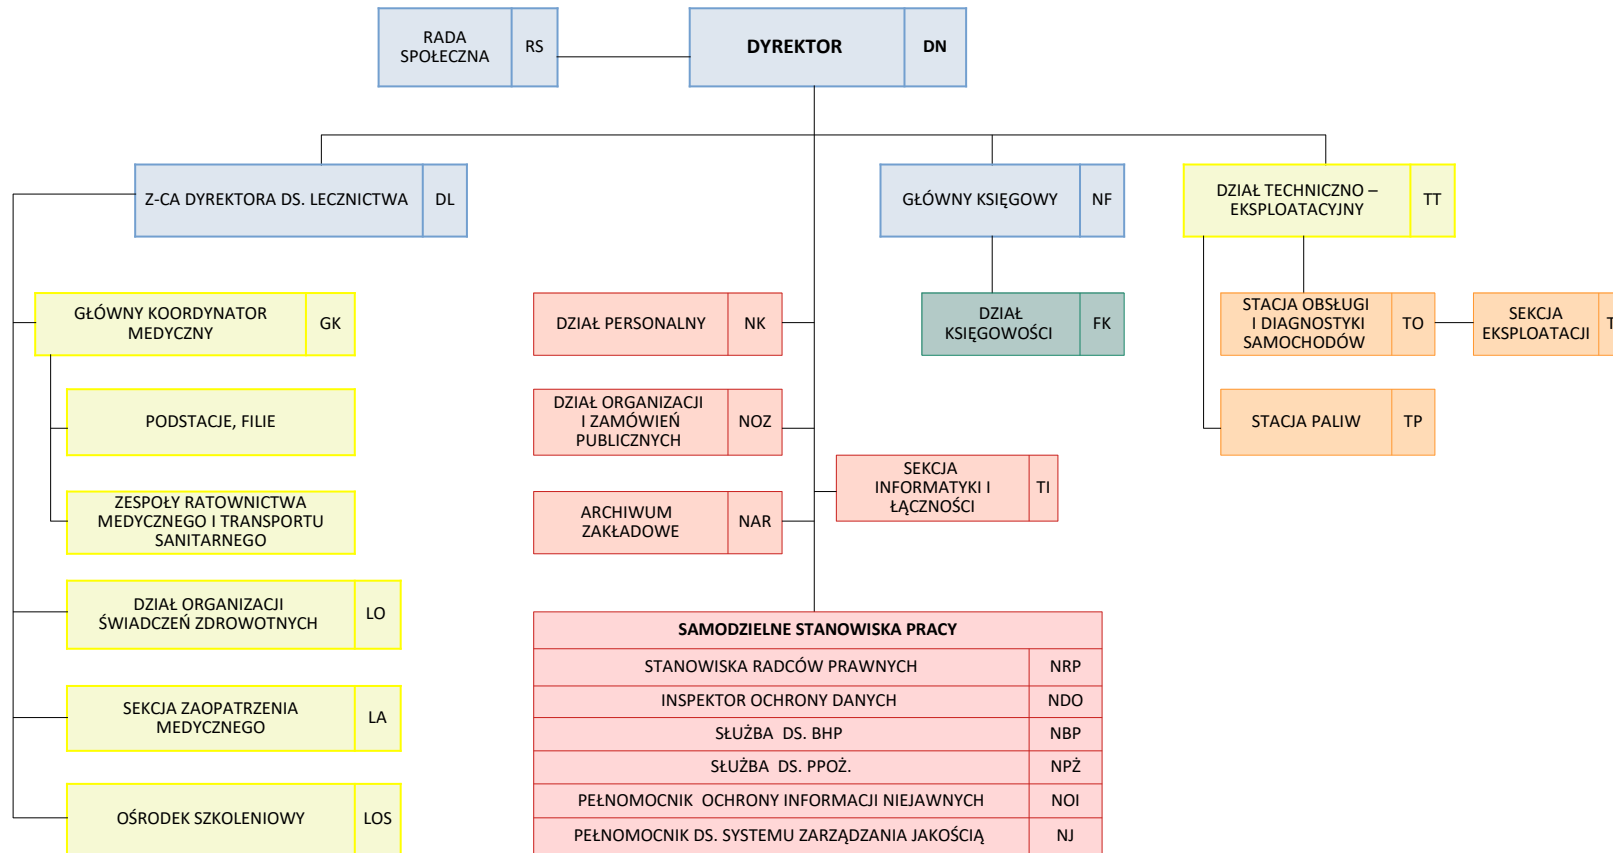 RADA
SPOŁECZNA
RS
DYREKTOR
DN
Z-CA DYREKTORA DS. LECZNICTWA
DL
GŁÓWNY KSIĘGOWY
NF
DZIAŁ TECHNICZNO –
EKSPLOATACYJNY
TT
GŁÓWNY KOORDYNATOR
MEDYCZNY
GK
DZIAŁ PERSONALNY
NK
DZIAŁ
KSIĘGOWOŚCI
FK
STACJA OBSŁUGI
I DIAGNOSTYKI
SAMOCHODÓW
TO
SEKCJA
EKSPLOATACJI
PODSTACJE, FILIE
DZIAŁ ORGANIZACJI
I ZAMÓWIEŃ
PUBLICZNYCH
NOZ
STACJA PALIW
TP
SEKCJA
INFORMATYKI I
ŁĄCZNOŚCI
TI
ZESPOŁY RATOWNICTWA
MEDYCZNEGO I TRANSPORTU
SANITARNEGO
ARCHIWUM
ZAKŁADOWE
NAR
DZIAŁ ORGANIZACJI
ŚWIADCZEŃ ZDROWOTNYCH
LO
SEKCJA ZAOPATRZENIA
MEDYCZNEGO
LA
OŚRODEK SZKOLENIOWY
LOS
SAMODZIELNE STANOWISKA PRACY
STANOWISKA RADCÓW PRAWNYCH
NRP
INSPEKTOR OCHRONY DANYCH
NDO
SŁUŻBA DS. BHP
NBP
SŁUŻBA DS. PPOŻ.
NPŻ
PEŁNOMOCNIK OCHRONY INFORMACJI NIEJAWNYCH
NOI
PEŁNOMOCNIK DS. SYSTEMU ZARZĄDZANIA JAKOŚCIĄ
NJ